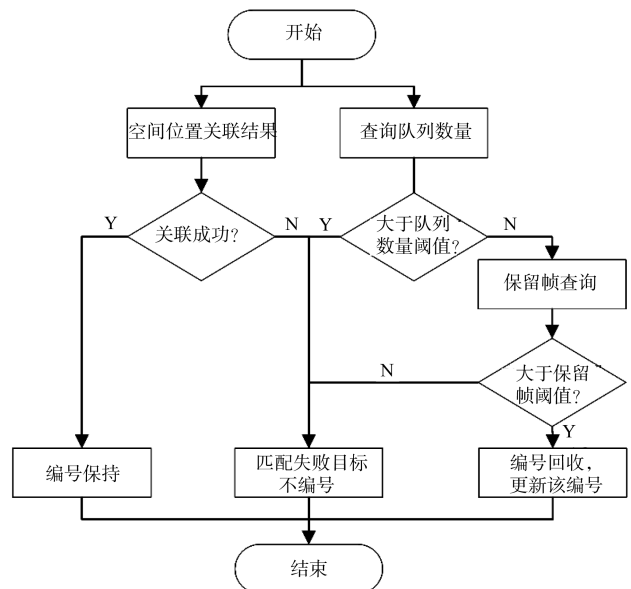 开始
空间位置关联结果
查询队列数量
Y
关联成功?
N
Y
大于队列
数量阈值?
N
保留帧查询
N
大于保留
帧阈值?
Y
编号保持
匹配失败目标
不编号
编号回收,
更新该编号
结束